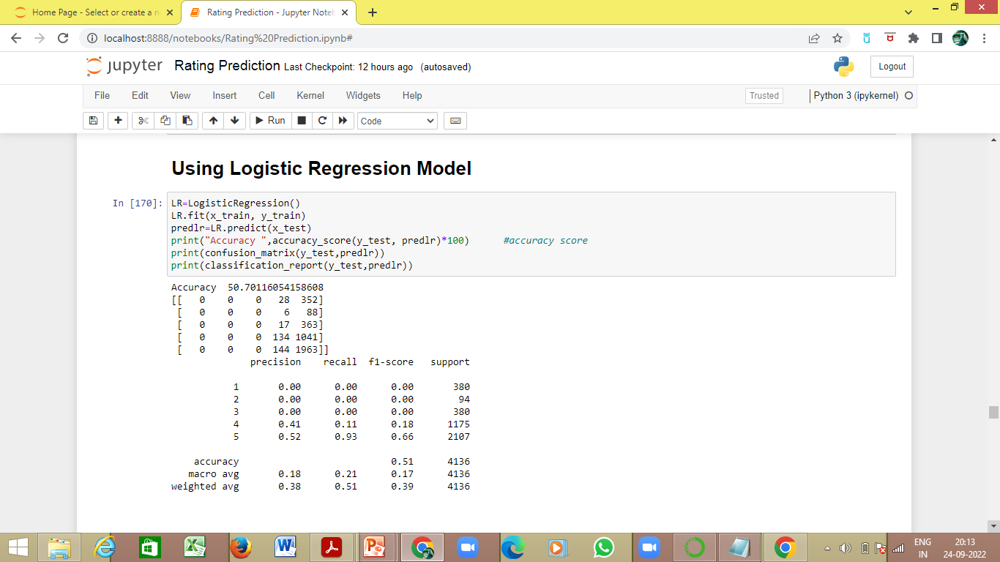 Home Page - Select or create a n
Rating Prediction - Jupyter Noteb
localhost:8888/notebooks/Rating%20Prediction.ipynb#
jupyter Rating Prediction Last Checkpoint: 12 hours ago (autosaved)
Logout
File Edit View Insert Cell Kernel Widgets Help
Trusted
Python 3 (ipykernel)
Run
Code
Using Logistic Regression Model
In [170]:
LR=LogisticRegression()
LR.fit(x_train, y_train)
predlr=LR.predict(x_test)
print("Accuracy ",accuracy_score(y_test, predlr)*100) #accuracy score
print(confusion_matrix(y_test,predlr))
print(classification_report(y_test,predlr))
Accuracy 50.70116054158608
[[ 0 0 0 28 352]
[ 0 0 0 6 88]
[ 0 0 0 17 363]
[ 0 0 0 134 1041]
[ 0 0 0 144 1963]]
precision recall f1-score support
1 0.00 0.00 0.00 380
2 0.00 0.00 0.00 94
3 0.00 0.00 0.00 380
4 0.41 0.11 0.18 1175
5 0.52 0.93 0.66 2107
accuracy 0.51 4136
macro avg 0.18 0.21 0.17 4136
weighted avg 0.38 0.51 0.39 4136
ENG
IN
20:13
24-09-2022